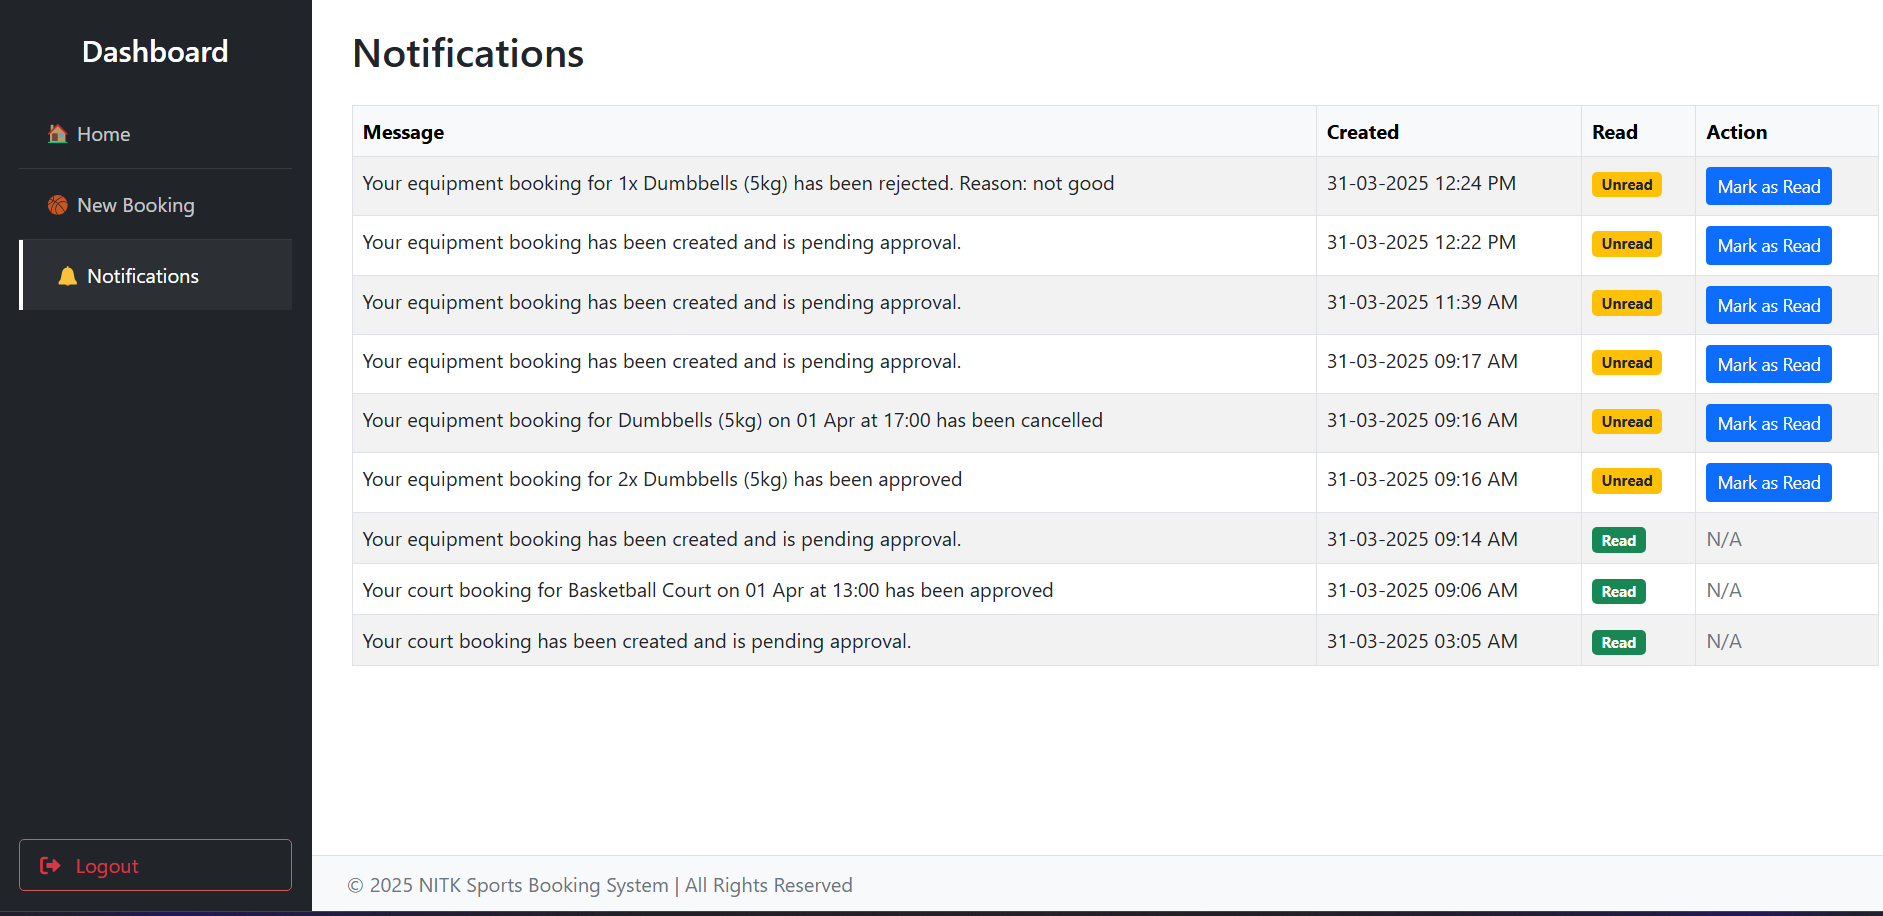 Dashboard
Home
New Booking
Notifications
Logout
Notifications
Message Created Read Action
Your equipment booking for 1x Dumbbells (5kg) has been rejected. Reason: not good 31-03-2025 12:24 PM Unread Mark as Read
Your equipment booking has been created and is pending approval. 31-03-2025 12:22 PM Unread Mark as Read
Your equipment booking has been created and is pending approval. 31-03-2025 11:39 AM Unread Mark as Read
Your equipment booking has been created and is pending approval. 31-03-2025 09:17 AM Unread Mark as Read
Your equipment booking for Dumbbells (5kg) on 01 Apr at 17:00 has been cancelled 31-03-2025 09:16 AM Unread Mark as Read
Your equipment booking for 2x Dumbbells (5kg) has been approved 31-03-2025 09:16 AM Unread Mark as Read
Your equipment booking has been created and is pending approval. 31-03-2025 09:14 AM Read N/A
Your court booking for Basketball Court on 01 Apr at 13:00 has been approved 31-03-2025 09:06 AM Read N/A
Your court booking has been created and is pending approval. 31-03-2025 03:05 AM Read N/A
© 2025 NITK Sports Booking System | All Rights Reserved